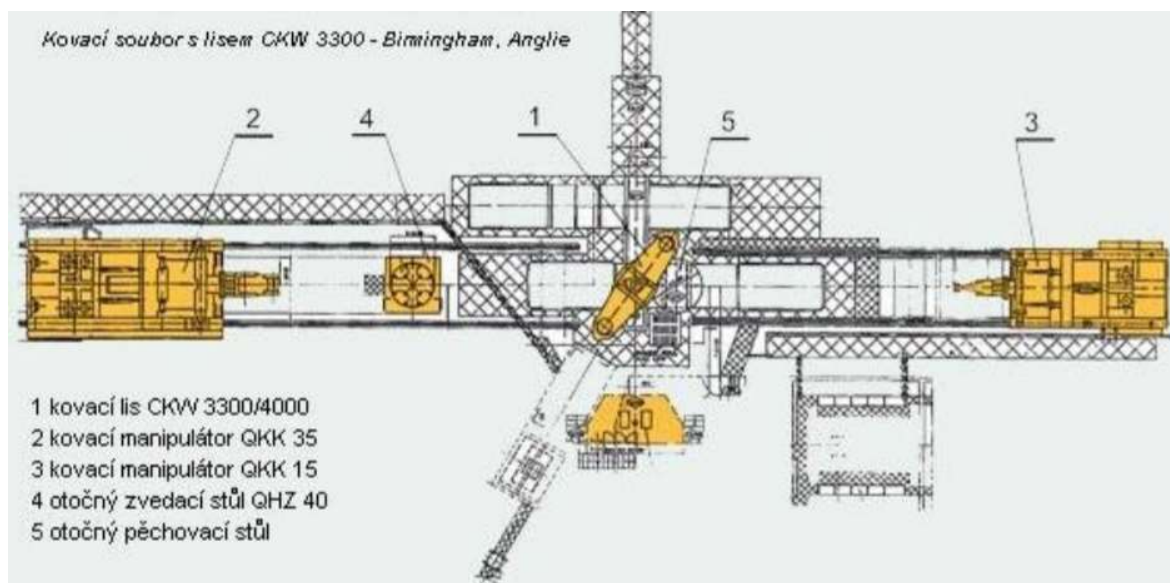 Kovací soubor s lisem CKW 3300 - Birmingham, Anglie
2 4 1 5 3
1 kovací lis CKW 3300/4000
2 kovací manipulátor QKK 35
3 kovací manipulátor QKK 15
4 otočný zvedací stůl QHZ 40
5 otočný pěchovací stůl